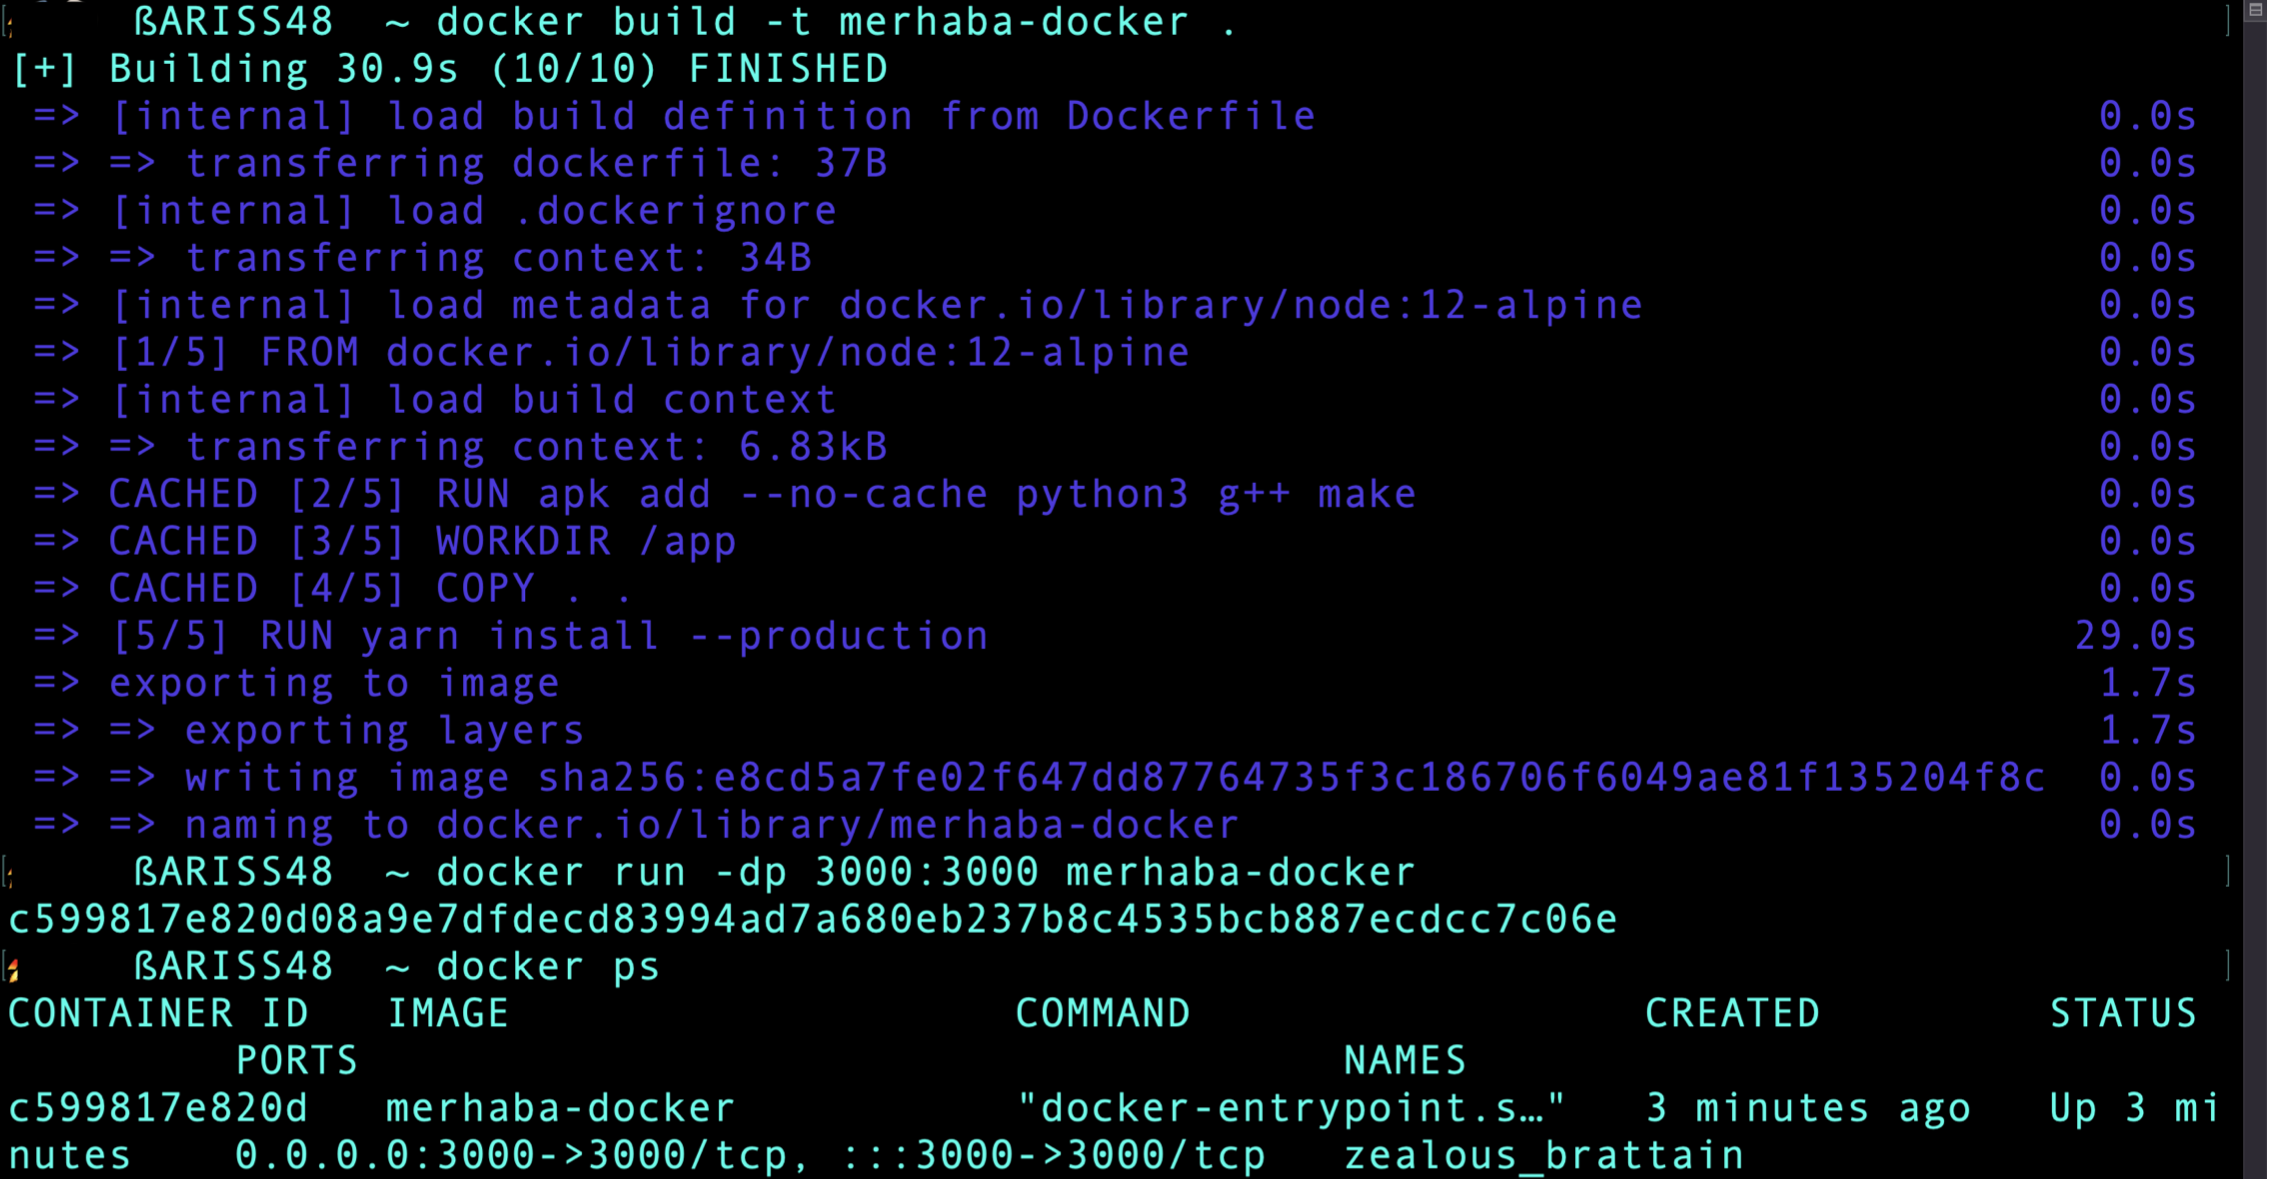 ßARISS48 ~ docker build -t merhaba-docker .
[+] Building 30.9s (10/10) FINISHED
=> [internal] load build definition from Dockerfile 0.0s
=> => transferring dockerfile: 37B 0.0s
=> [internal] load .dockerignore 0.0s
=> => transferring context: 34B 0.0s
=> [internal] load metadata for docker.io/library/node:12-alpine 0.0s
=> [1/5] FROM docker.io/library/node:12-alpine 0.0s
=> [internal] load build context 0.0s
=> => transferring context: 6.83kB 0.0s
=> CACHED [2/5] RUN apk add --no-cache python3 g++ make 0.0s
=> CACHED [3/5] WORKDIR /app 0.0s
=> CACHED [4/5] COPY . . 0.0s
=> [5/5] RUN yarn install --production 29.0s
=> exporting to image 1.7s
=> => exporting layers 1.7s
=> => writing image sha256:e8cd5a7fe02f647dd87764735f3c186706f6049ae81f135204f8c 0.0s
=> => naming to docker.io/library/merhaba-docker 0.0s
ßARISS48 ~ docker run -dp 3000:3000 merhaba-docker
c599817e820d08a9e7dfdecd83994ad7a680eb237b8c4535bcb887ecdcc7c06e
ßARISS48 ~ docker ps
CONTAINER ID IMAGE COMMAND CREATED STATUS
PORTS NAMES
c599817e820d merhaba-docker "docker-entrypoint.s…" 3 minutes ago Up 3 mi
nutes 0.0.0.0:3000->3000/tcp, :::3000->3000/tcp zealous_brattain